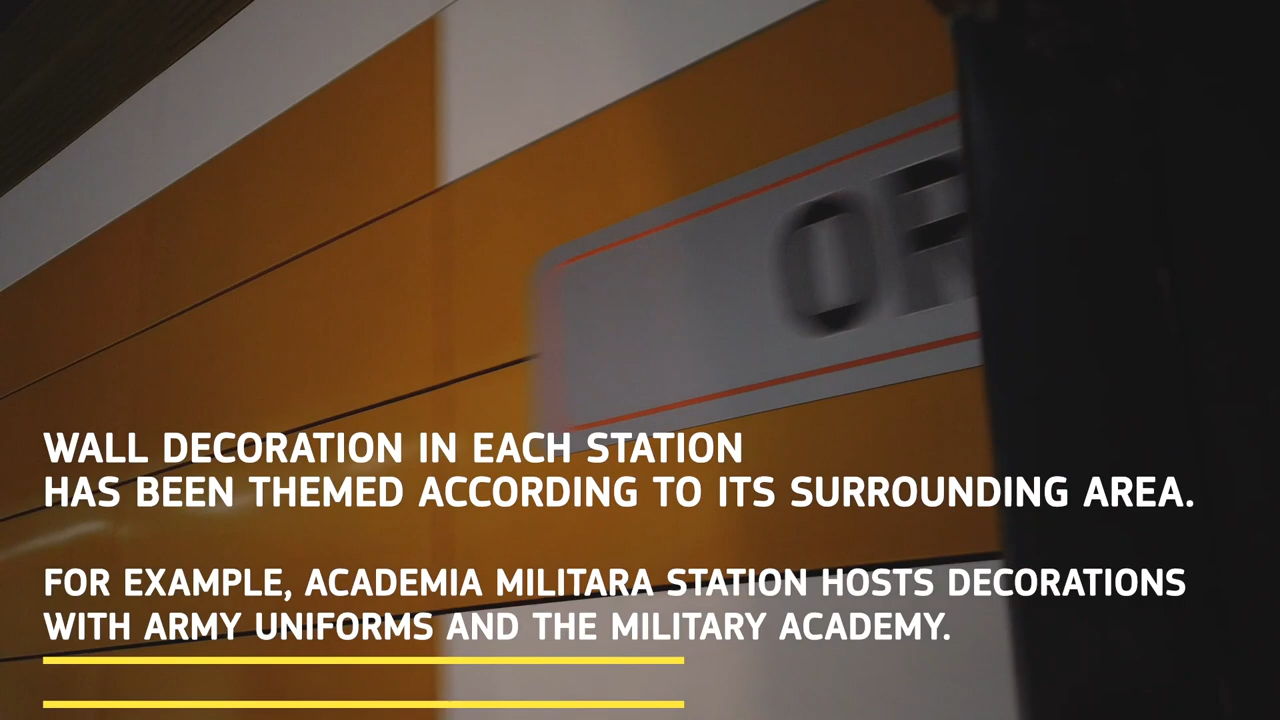 OR
WALL DECORATION IN EACH STATION
HAS BEEN THEMED ACCORDING TO ITS SURROUNDING AREA.
FOR EXAMPLE, ACADEMIA MILITARA STATION HOSTS DECORATIONS
WITH ARMY UNIFORMS AND THE MILITARY ACADEMY.